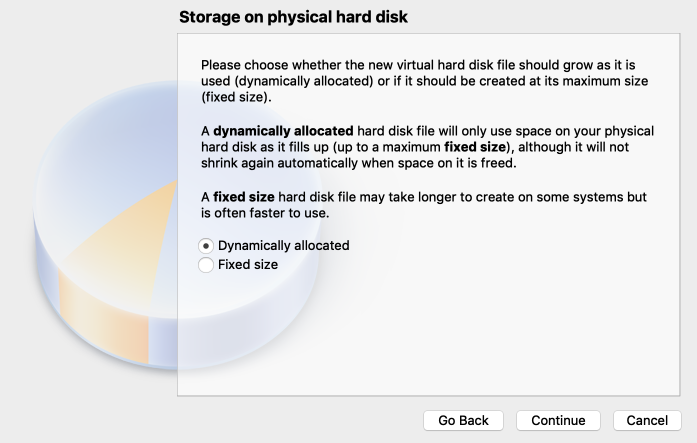 Storage on physical hard disk
Please choose whether the new virtual hard disk file should grow as it is
used (dynamically allocated) or if it should be created at its maximum size
(fixed size).
A dynamically allocated hard disk file will only use space on your physical
hard disk as it fills up (up to a maximum fixed size), although it will not
shrink again automatically when space on it is freed.
A fixed size hard disk file may take longer to create on some systems but
is often faster to use.
Dynamically allocated
Fixed size
Go Back
Continue
Cancel